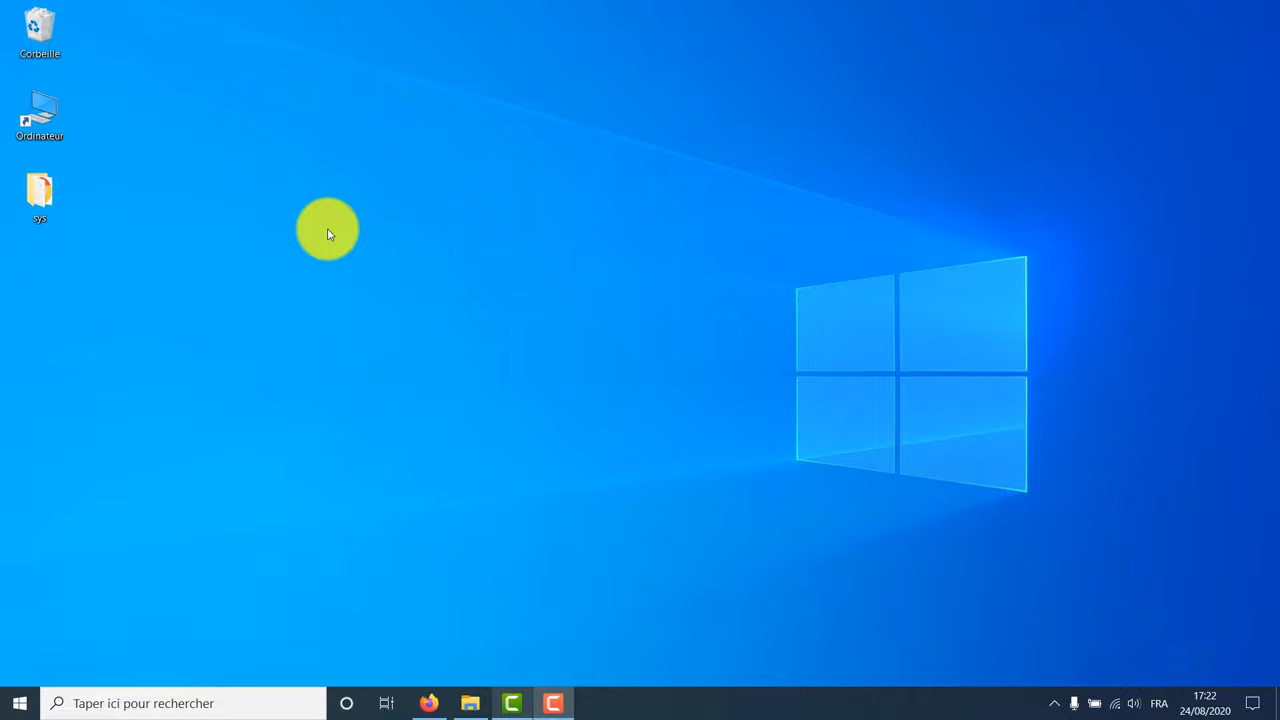 Corbeille
Ordinateur
sys
Taper ici pour rechercher
FRA
17:22
24/08/2020